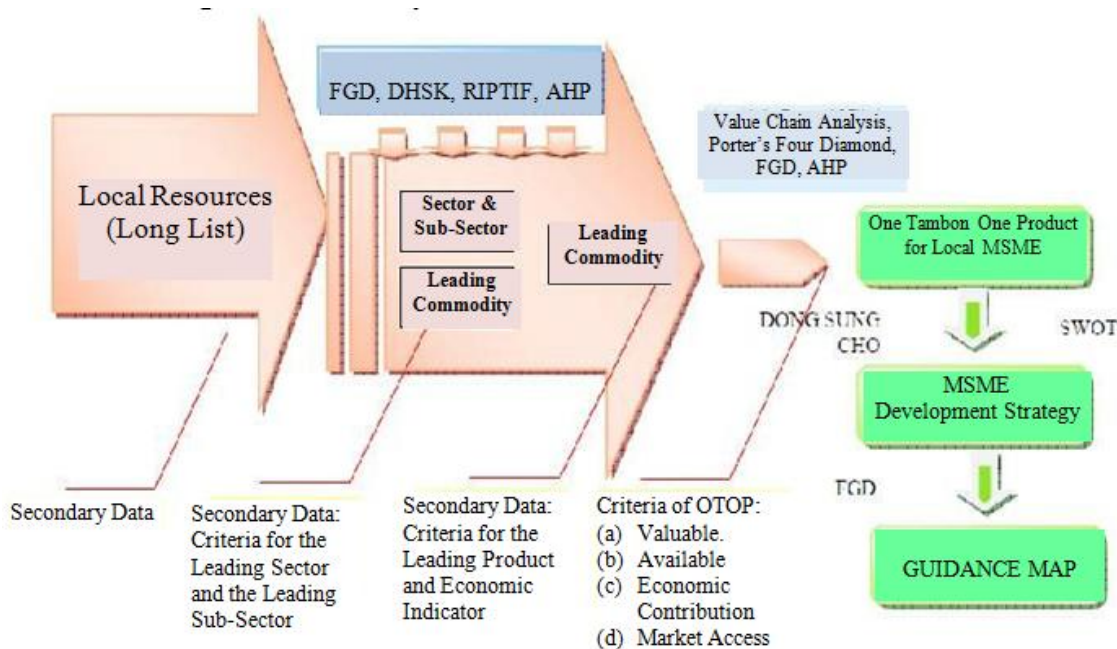 FGD, DHSK, RIPTIF, AHP
Value Chain Analysis,
Porter's Four Diamond,
FGD, AHP
Local Resources
(Long List)
Sector &
Sub-Sector
Leading
Commodity
Leading
Commodity
One Tambon One Product
for Local MSME
DONG SUNG
CHO
SWOT
MSME
Development Strategy
FGD
GUIDANCE MAP
Secondary Data
Secondary Data:
Criteria for the
Leading Sector
and the Leading
Sub-Sector
Secondary Data:
Criteria for the
Leading Product
and Economic
Indicator
Criteria of OTOP:
(a) Valuable.
(b) Available
(c) Economic
Contribution
(d) Market Access